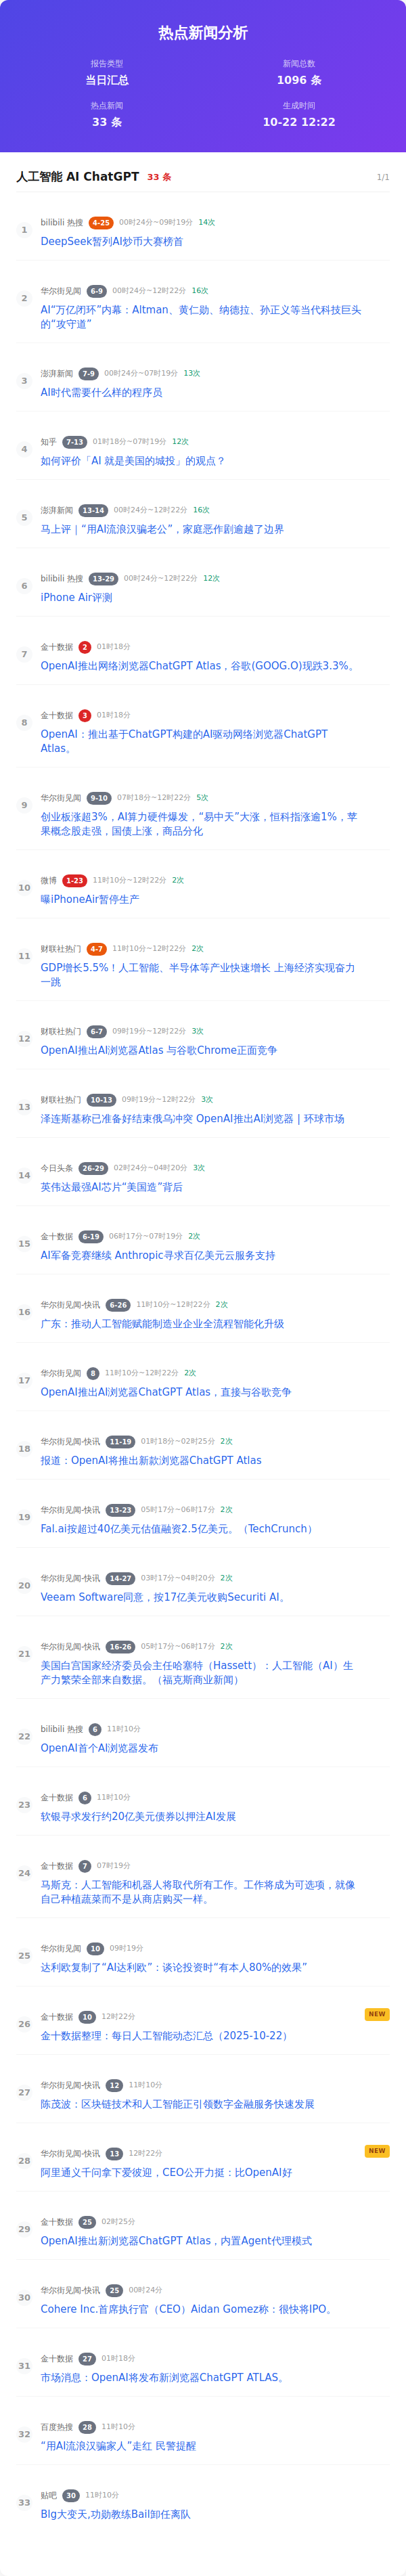 热点新闻分析
报告类型
当日汇总
新闻总数
1096 条
热点新闻
33 条
生成时间
10-22 12:22
人工智能 AI ChatGPT 33 条 1/1
1
bilibili 热搜 4-25 00时24分~09时19分 14次
DeepSeek暂列AI炒币大赛榜首
2
华尔街见闻 6-9 00时24分~12时22分 16次
AI“万亿闭环”内幕：Altman、黄仁勋、纳德拉、孙正义等当代科技巨头
的“攻守道”
3
澎湃新闻 7-9 00时24分~07时19分 13次
AI时代需要什么样的程序员
4
知乎 7-13 01时18分~07时19分 12次
如何评价「AI 就是美国的城投」的观点？
5
澎湃新闻 13-14 00时24分~12时22分 16次
马上评｜“用AI流浪汉骗老公”，家庭恶作剧逾越了边界
6
bilibili 热搜 13-29 00时24分~12时22分 12次
iPhone Air评测
7
金十数据 2 01时18分
OpenAI推出网络浏览器ChatGPT Atlas，谷歌(GOOG.O)现跌3.3%。
8
金十数据 3 01时18分
OpenAI：推出基于ChatGPT构建的AI驱动网络浏览器ChatGPT
Atlas。
9
华尔街见闻 9-10 07时18分~12时22分 5次
创业板涨超3%，AI算力硬件爆发，“易中天”大涨，恒科指涨逾1%，苹
果概念股走强，国债上涨，商品分化
10
微博 1-23 11时10分~12时22分 2次
曝iPhoneAir暂停生产
11
财联社热门 4-7 11时10分~12时22分 2次
GDP增长5.5%！人工智能、半导体等产业快速增长 上海经济实现奋力
一跳
12
财联社热门 6-7 09时19分~12时22分 3次
OpenAI推出AI浏览器Atlas 与谷歌Chrome正面竞争
13
财联社热门 10-13 09时19分~12时22分 3次
泽连斯基称已准备好结束俄乌冲突 OpenAI推出AI浏览器 | 环球市场
14
今日头条 26-29 02时24分~04时20分 3次
英伟达最强AI芯片“美国造”背后
15
金十数据 6-19 06时17分~07时19分 2次
AI军备竞赛继续 Anthropic寻求百亿美元云服务支持
16
华尔街见闻-快讯 6-26 11时10分~12时22分 2次
广东：推动人工智能赋能制造业企业全流程智能化升级
17
华尔街见闻 8 11时10分~12时22分 2次
OpenAI推出AI浏览器ChatGPT Atlas，直接与谷歌竞争
18
华尔街见闻-快讯 11-19 01时18分~02时25分 2次
报道：OpenAI将推出新款浏览器ChatGPT Atlas
19
华尔街见闻-快讯 13-23 05时17分~06时17分 2次
Fal.ai按超过40亿美元估值融资2.5亿美元。（TechCrunch）
20
华尔街见闻-快讯 14-27 03时17分~04时20分 2次
Veeam Software同意，按17亿美元收购Securiti AI。
21
华尔街见闻-快讯 16-26 05时17分~06时17分 2次
美国白宫国家经济委员会主任哈塞特（Hassett）：人工智能（AI）生
产力繁荣全部来自数据。（福克斯商业新闻）
22
bilibili 热搜 6 11时10分
OpenAI首个AI浏览器发布
23
金十数据 6 11时10分
软银寻求发行约20亿美元债券以押注AI发展
24
金十数据 7 07时19分
马斯克：人工智能和机器人将取代所有工作。工作将成为可选项，就像
自己种植蔬菜而不是从商店购买一样。
25
华尔街见闻 10 09时19分
达利欧复制了“AI达利欧”：谈论投资时“有本人80%的效果”
26
金十数据 10 12时22分 NEW
金十数据整理：每日人工智能动态汇总（2025-10-22）
27
华尔街见闻-快讯 12 11时10分
陈茂波：区块链技术和人工智能正引领数字金融服务快速发展
28
华尔街见闻-快讯 13 12时22分 NEW
阿里通义千问拿下爱彼迎，CEO公开力挺：比OpenAI好
29
金十数据 25 02时25分
OpenAI推出新浏览器ChatGPT Atlas，内置Agent代理模式
30
华尔街见闻-快讯 25 00时24分
Cohere Inc.首席执行官（CEO）Aidan Gomez称：很快将IPO。
31
金十数据 27 01时18分
市场消息：OpenAI将发布新浏览器ChatGPT ATLAS。
32
百度热搜 28 11时10分
“用AI流浪汉骗家人”走红 民警提醒
33
贴吧 30 11时10分
Blg大变天,功勋教练Bail卸任离队